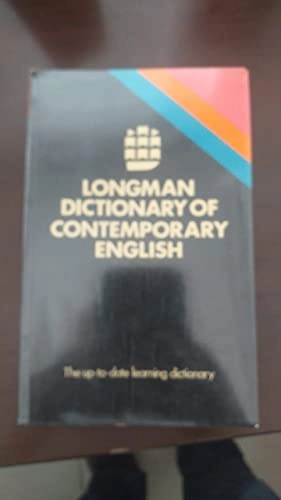 LONGMAN
DICTIONARY OF
CONTEMPORARY
ENGLISH
The up-to-date learning dictionary